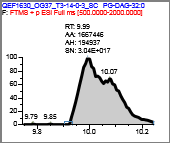 QEF1630_OG37_T3-14-0-3_SC PG-DAG-32:0
F: FTMS + p ESI Full ms [500.0000-2000.0000]
RT: 9.99
AA: 1667446
AH: 194937
SN: 3.04E+017
100
80
60
40
20
0
10.07
9.79 9.85
9.8 10.0 10.2